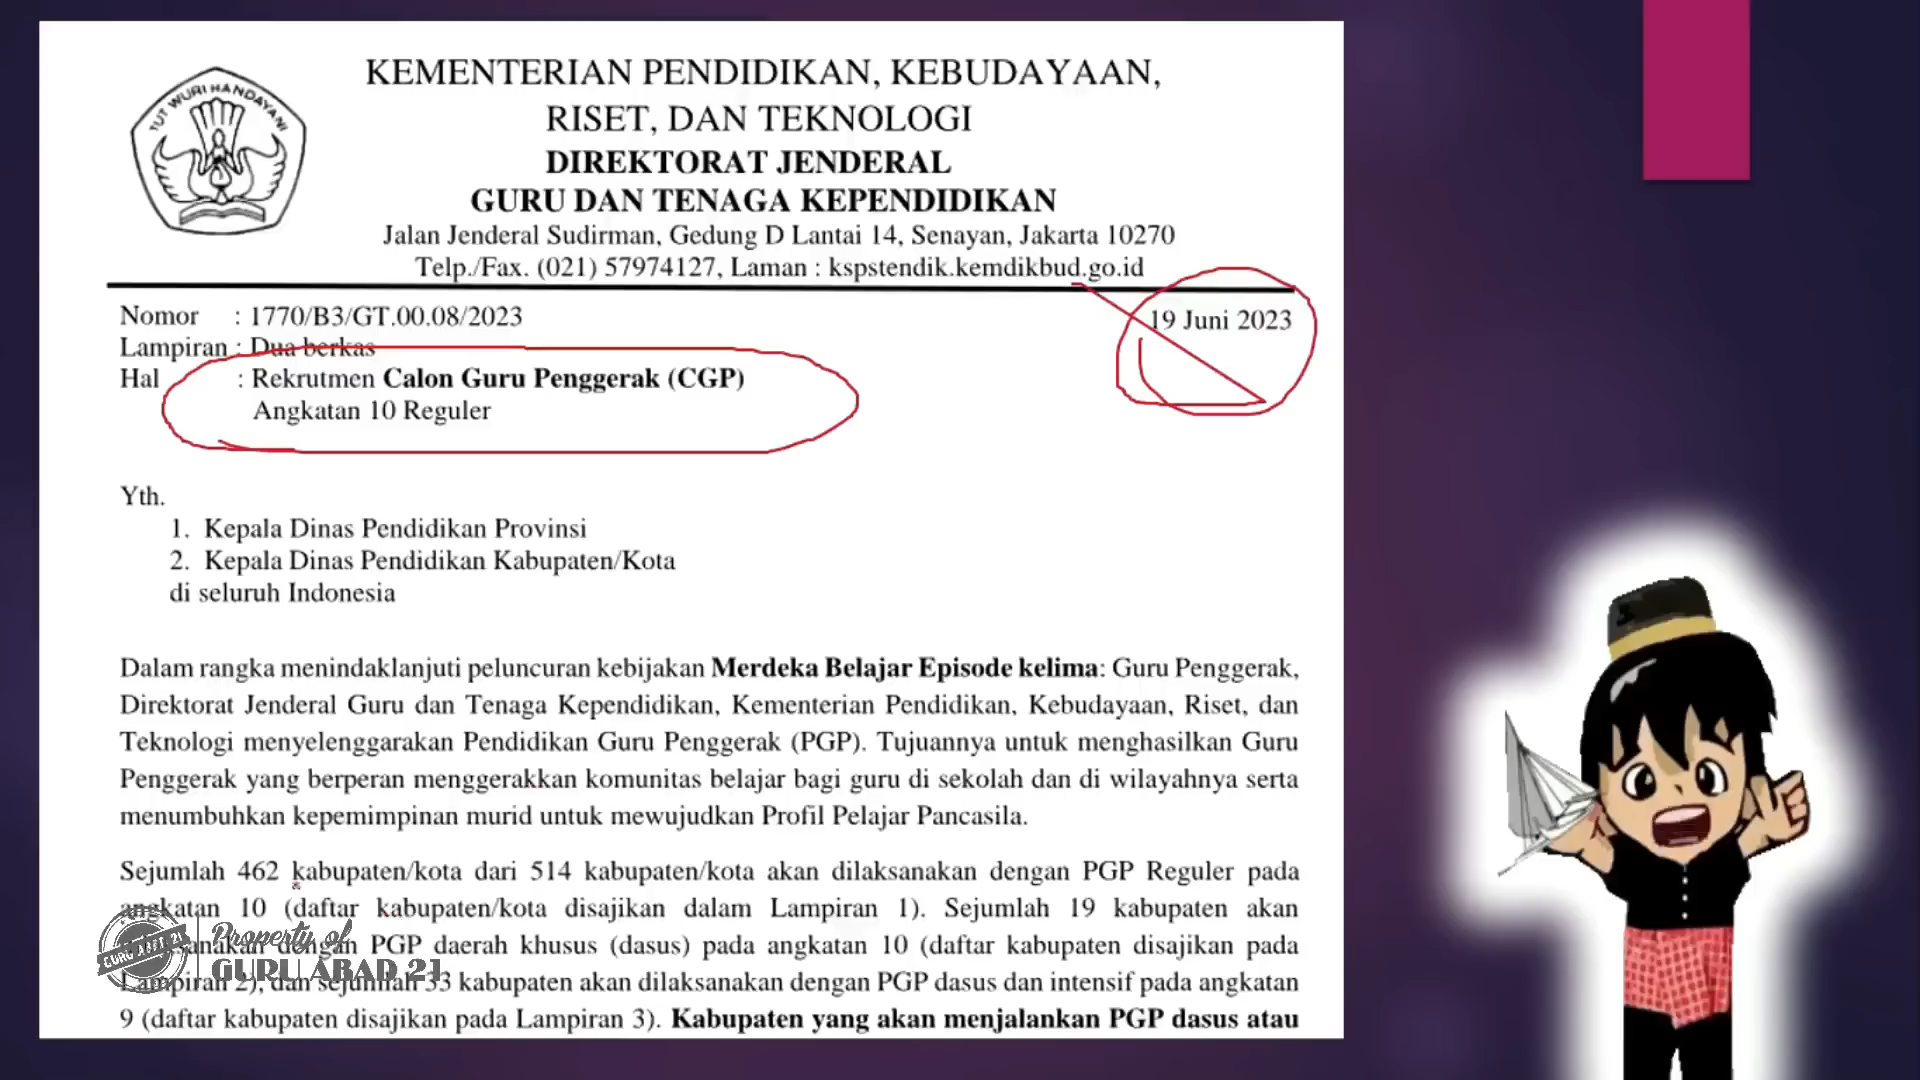 TUT WURI HANDAYANI
KEMENTERIAN PENDIDIKAN, KEBUDAYAAN,
RISET, DAN TEKNOLOGI
DIREKTORAT JENDERAL
GURU DAN TENAGA KEPENDIDIKAN
Jalan Jenderal Sudirman, Gedung D Lantai 14, Senayan, Jakarta 10270
Telp./Fax. (021) 57974127, Laman : kspstendik.kemdikbud.go.id
Nomor : 1770/B3/GT.00.08/2023 19 Juni 2023
Lampiran : Dua berkas
Hal : Rekrutmen Calon Guru Penggerak (CGP)
Angkatan 10 Reguler
Yth.
1. Kepala Dinas Pendidikan Provinsi
2. Kepala Dinas Pendidikan Kabupaten/Kota
di seluruh Indonesia
Dalam rangka menindaklanjuti peluncuran kebijakan Merdeka Belajar Episode kelima: Guru Penggerak,
Direktorat Jenderal Guru dan Tenaga Kependidikan, Kementerian Pendidikan, Kebudayaan, Riset, dan
Teknologi menyelenggarakan Pendidikan Guru Penggerak (PGP). Tujuannya untuk menghasilkan Guru
Penggerak yang berperan menggerakkan komunitas belajar bagi guru di sekolah dan di wilayahnya serta
menumbuhkan kepemimpinan murid untuk mewujudkan Profil Pelajar Pancasila.
Sejumlah 462 kabupaten/kota dari 514 kabupaten/kota akan dilaksanakan dengan PGP Reguler pada
angkatan 10 (daftar kabupaten/kota disajikan dalam Lampiran 1). Sejumlah 19 kabupaten akan
dengan PGP daerah khusus (dasus) pada angkatan 10 (daftar kabupaten disajikan pada
Lampiran 2), dan sejumlah 33 kabupaten akan dilaksanakan dengan PGP dasus dan intensif pada angkatan
9 (daftar kabupaten disajikan pada Lampiran 3). Kabupaten yang akan menjalankan PGP dasus atau
GURU ABAD 21
Property of
GURU ABAD 21